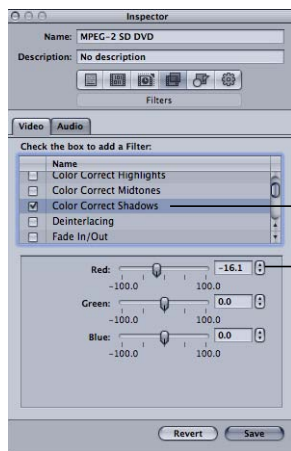 Inspector
Name: MPEG-2 SD DVD
Description: No description
Filters
Video Audio
Check the box to add a Filter:
Name
Color Correct Highlights
Color Correct Midtones
Color Correct Shadows
Deinterlacing
Fade In/Out
Red: -16.1
-100.0 100.0
Green: 0.0
-100.0 100.0
Blue: 0.0
-100.0 100.0
Revert Save